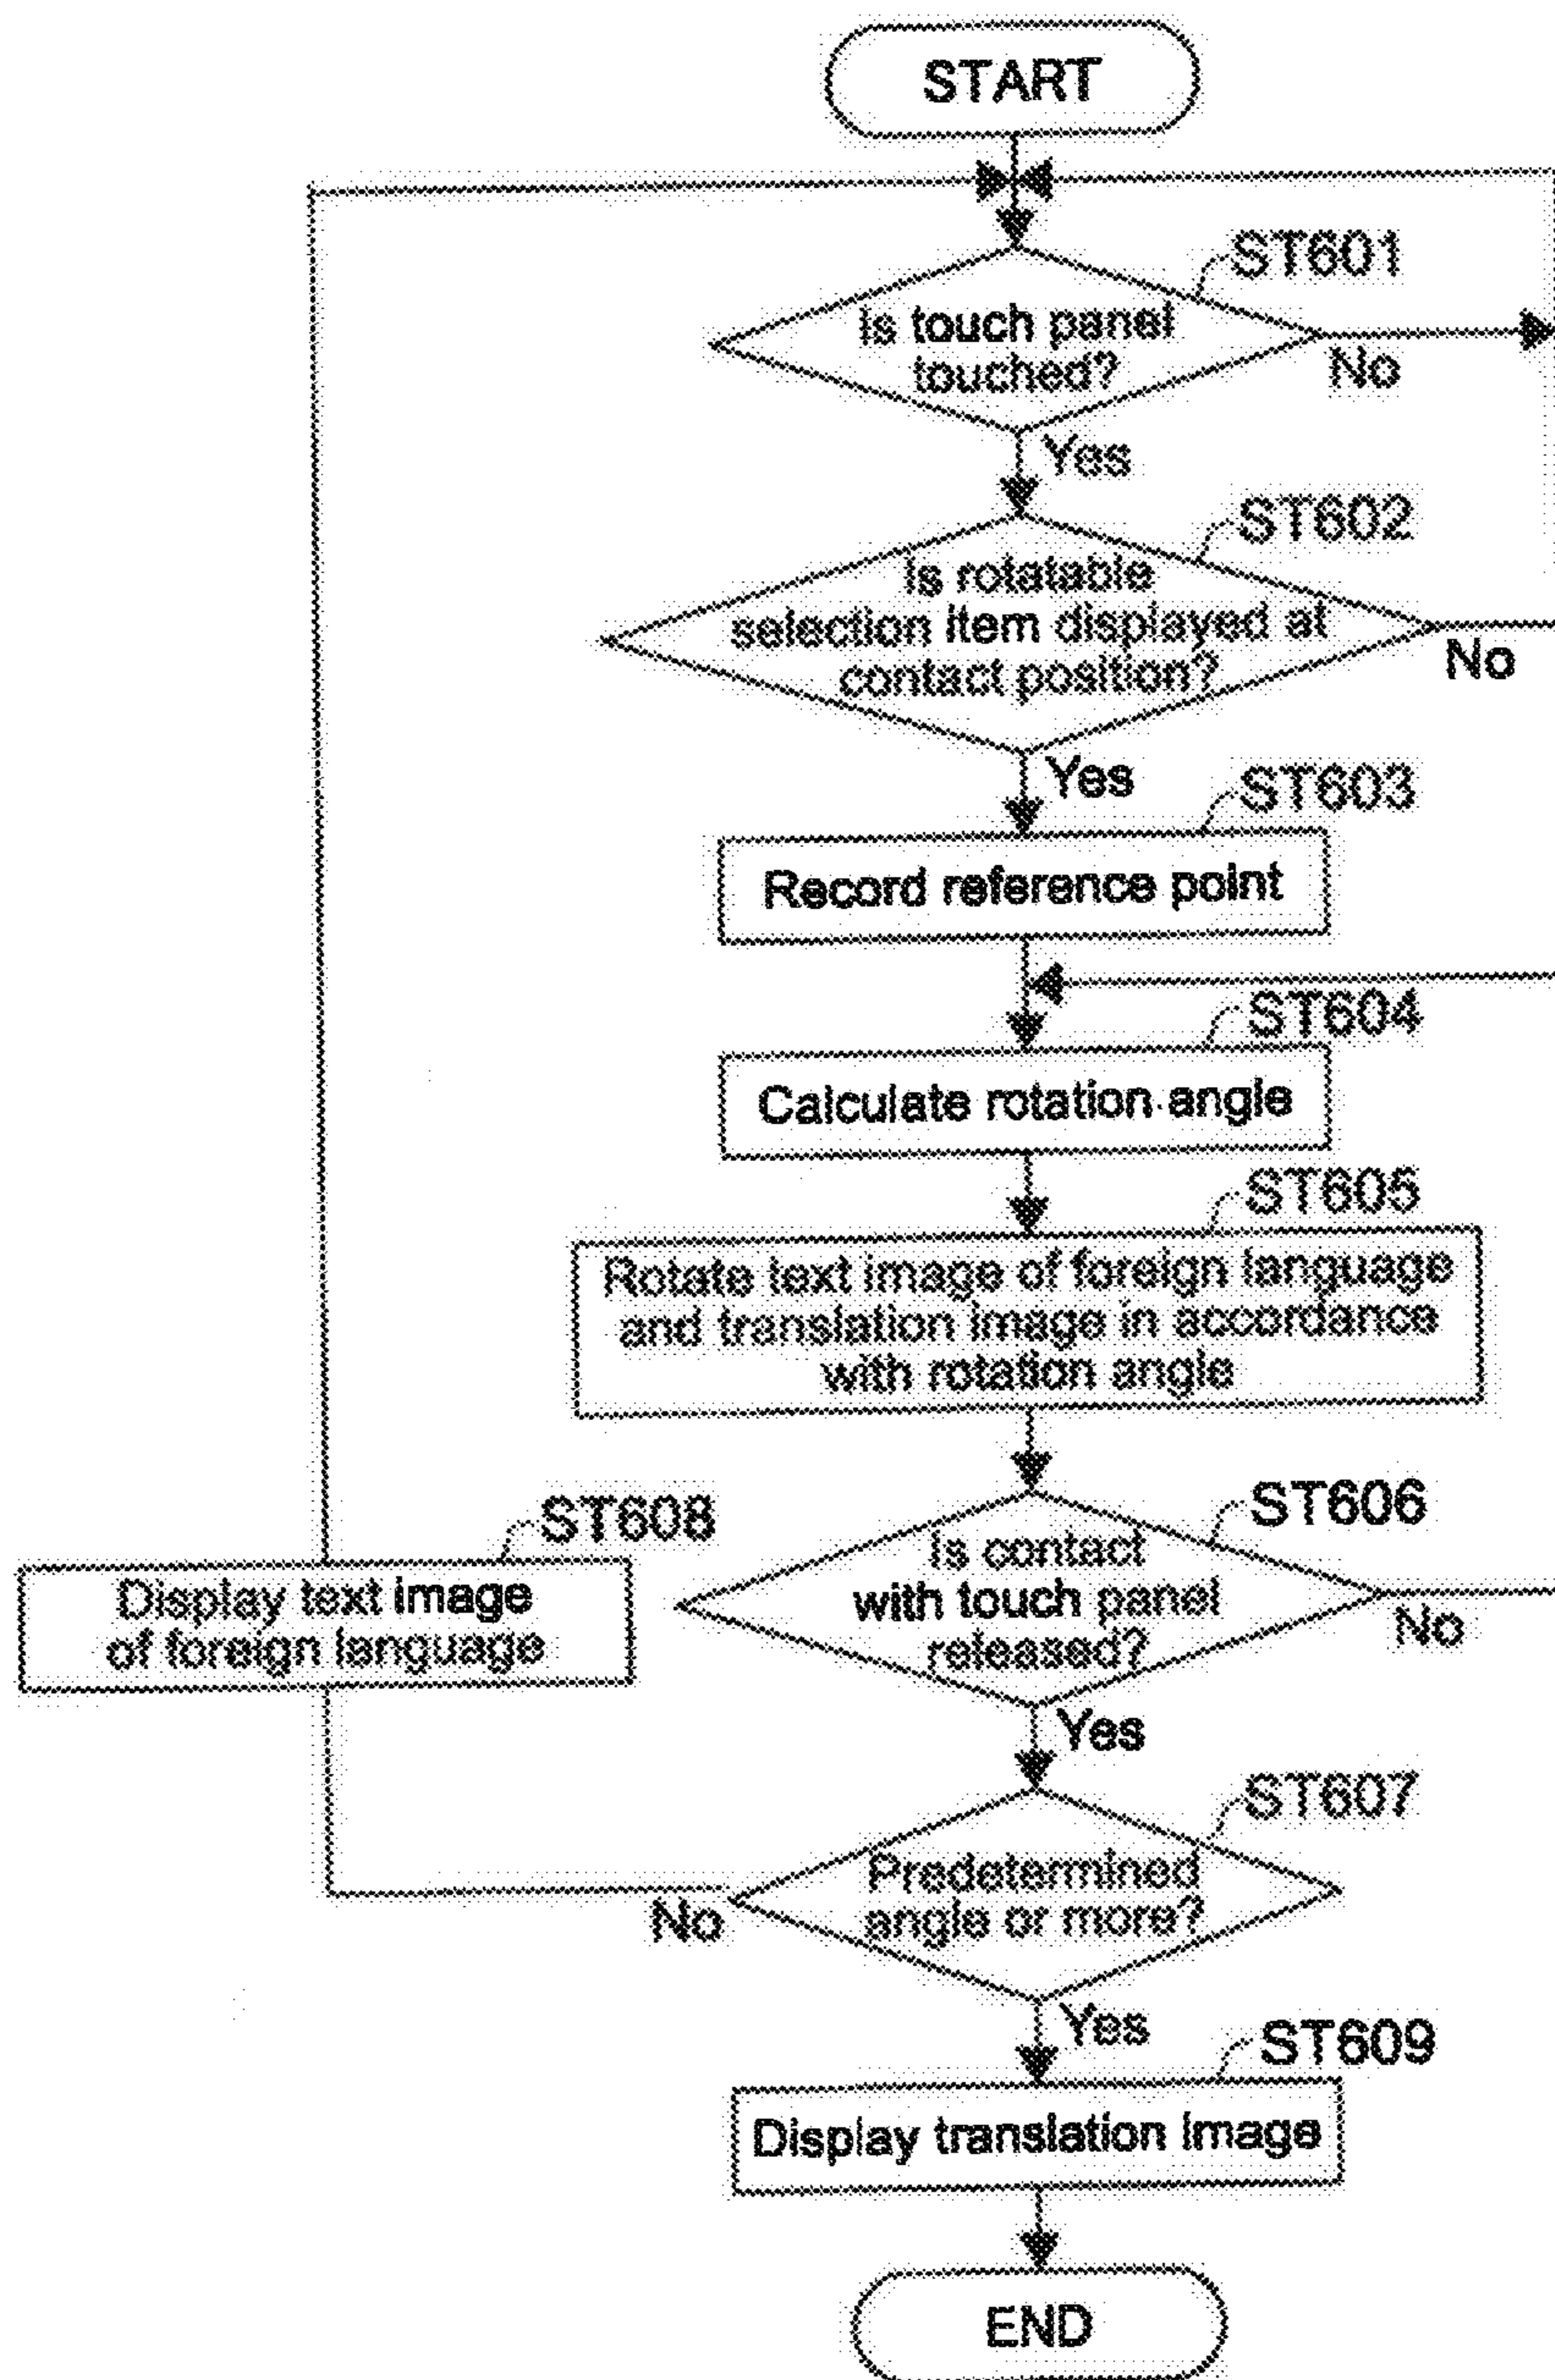 START
ST601
Is touch panel
touched?
No
Yes
ST602
Is rotatable
selection item displayed at
contact position?
No
Yes
ST603
Record reference point
ST604
Calculate rotation angle
ST605
Rotate text image of foreign language
and translation image in accordance
with rotation angle
ST606
Is contact
with touch panel
released?
No
Yes
ST608
Display text image
of foreign language
ST607
Predetermined
angle or more?
No
Yes
ST609
Display translation image
END